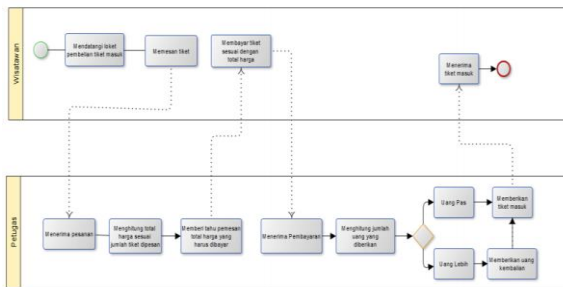 Wisatawan
Mendatangi loket
pembelian tiket masuk
Memesan tiket
Membayar tiket
sesuai dengan
total harga
Menerima
tiket masuk
Petugas
Menerima pesanan
Menghitung total
harga sesuai
jumlah tiket dipesan
Memberi tahu pemesan
total harga yang
harus dibayar
Menerima Pembayaran
Menghitung jumlah
uang yang
diberikan
Uang Pas
Memberikan
tiket masuk
Uang Lebih
Memberikan uang
kembalian